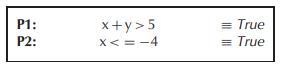 P1: x+y>5 ≡ True
P2: x<=−4 ≡ True